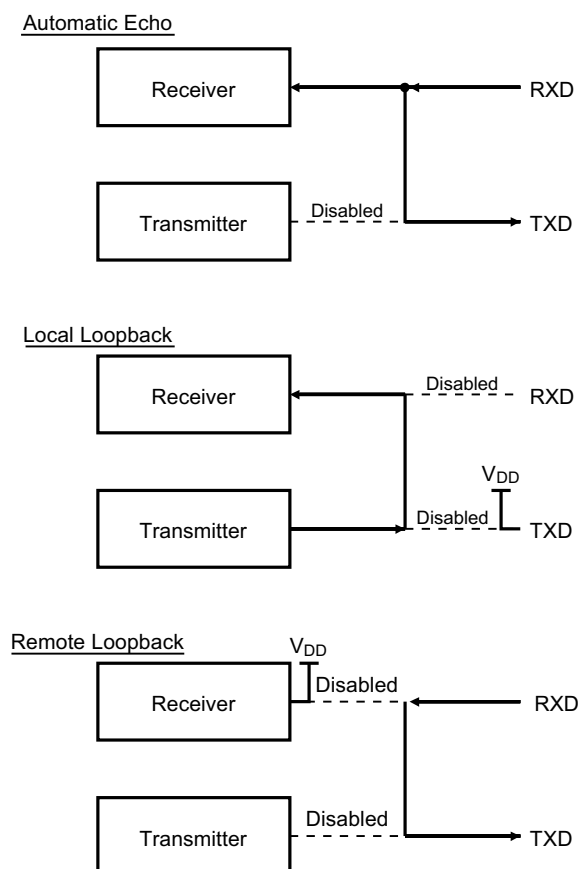 Automatic Echo
Receiver
RXD
Transmitter
Disabled
TXD
Local Loopback
Receiver
Disabled
RXD
VDD
Transmitter
Disabled
TXD
Remote Loopback
VDD
Receiver
Disabled
RXD
Transmitter
Disabled
TXD